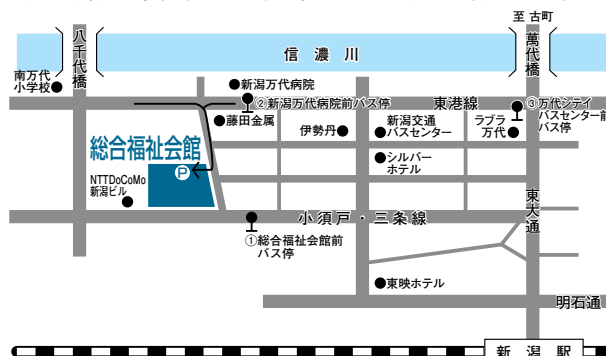 至 古町
八千代橋
信濃川
萬代橋
南万代
小学校
新潟万代病院
②新潟万代病院前バス停
東港線
③万代シテイ
バスセンター前
バス停
藤田金属
伊勢丹
新潟交通
バスセンター
ラブラ
万代
総合福祉会館
P
シルバー
ホテル
NTTDoCoMo
新潟ビル
東大通
小須戸・三条線
①総合福祉会館前
バス停
東映ホテル
明石通
新潟駅